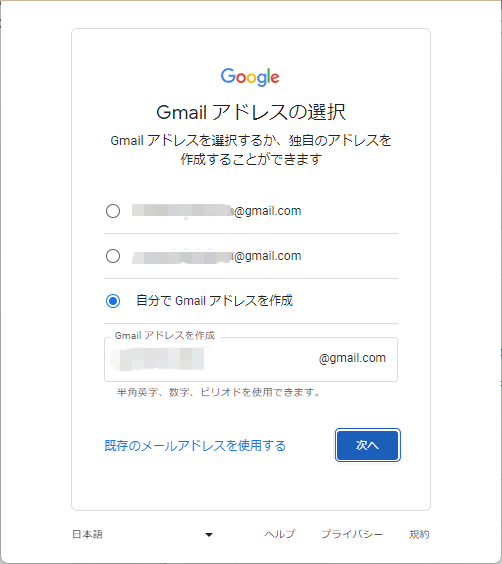 Google
Gmail アドレスの選択
Gmail アドレスを選択するか、独自のアドレスを
作成することができます
@gmail.com
@gmail.com
自分で Gmail アドレスを作成
Gmail アドレスを作成
@gmail.com
半角英字、数字、ピリオドを使用できます。
既存のメールアドレスを使用する
次へ
日本語
ヘルプ
プライバシー
規約